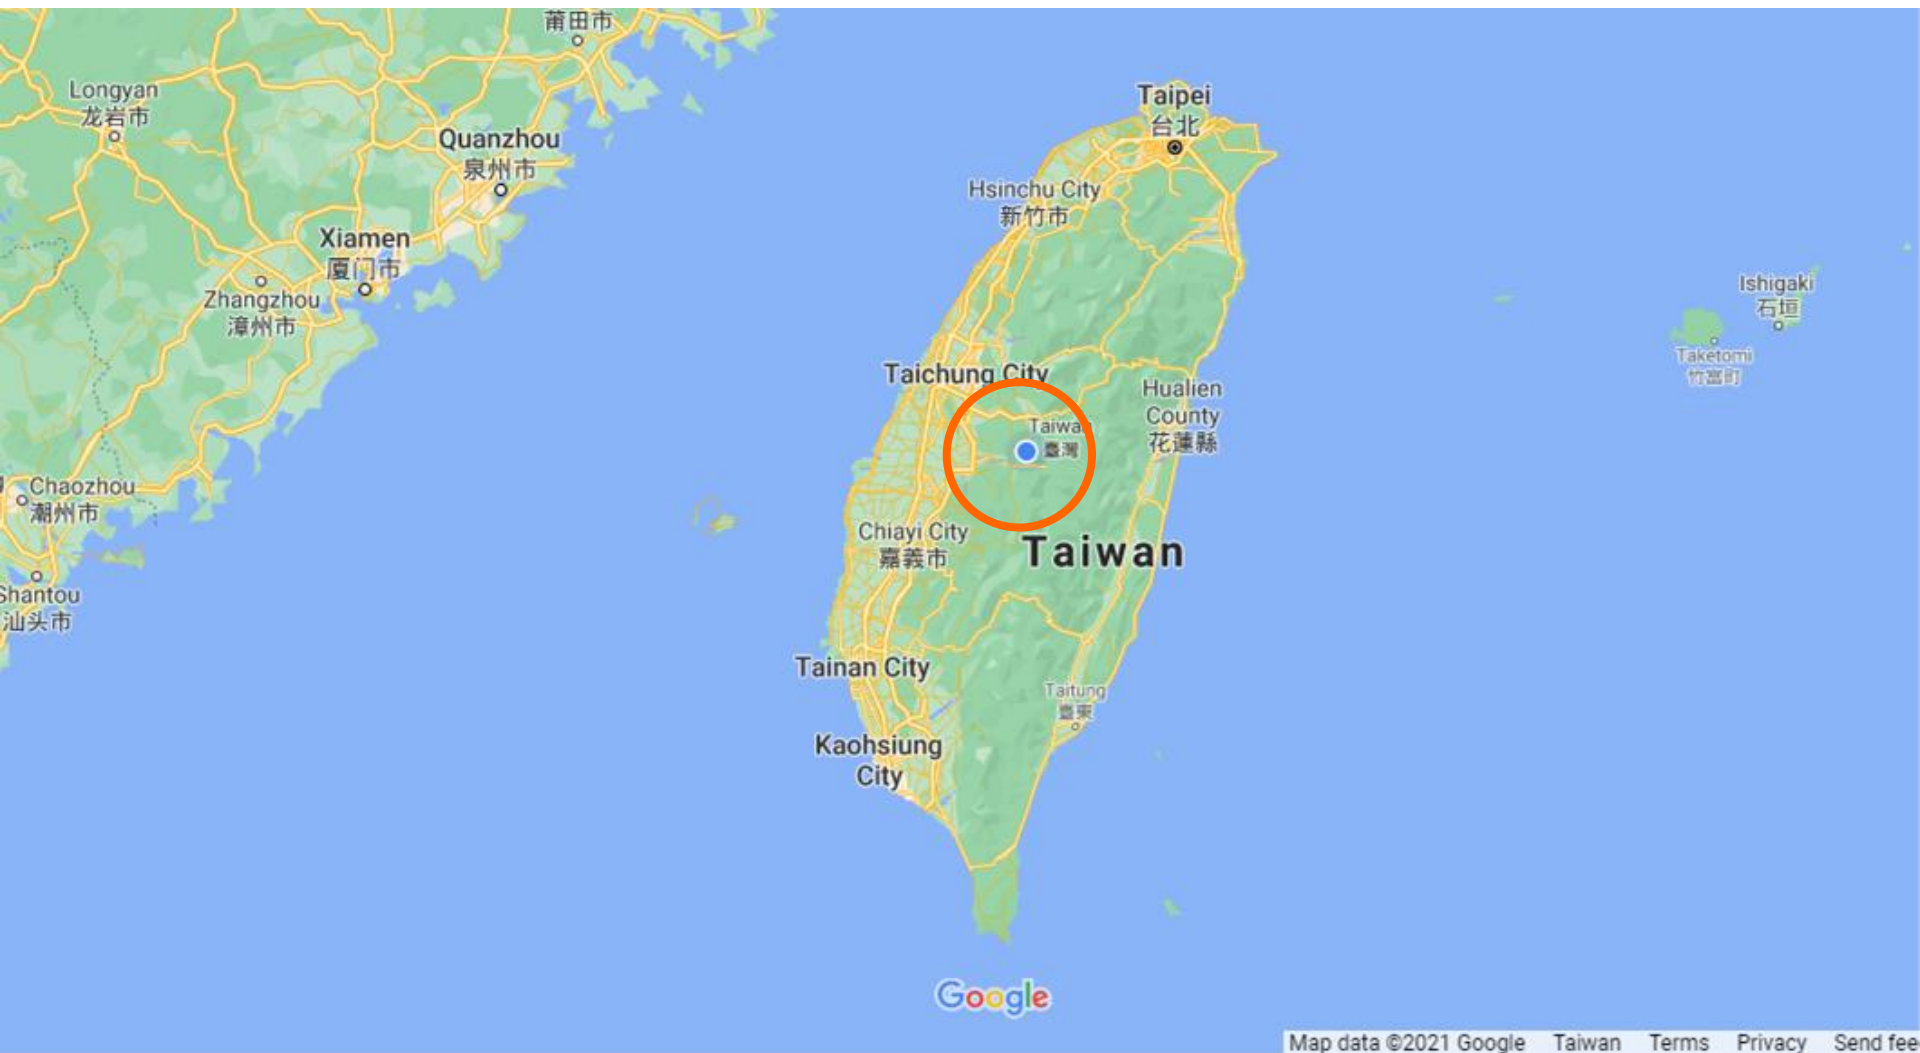 莆田市
Longyan
龙岩市
Taipei
台北
Quanzhou
泉州市
Hsinchu City
新竹市
Xiamen
厦门市
Zhangzhou
漳州市
Ishigaki
石垣
Taketomi
竹富町
Taichung City
Hualien
County
花蓮縣
Taiwan
臺灣
Chaozhou
潮州市
Chiayi City
嘉義市
Taiwan
Shantou
汕头市
Tainan City
Taitung
臺東
Kaohsiung
City
Google
Map data ©2021 Google Taiwan Terms Privacy Send fee